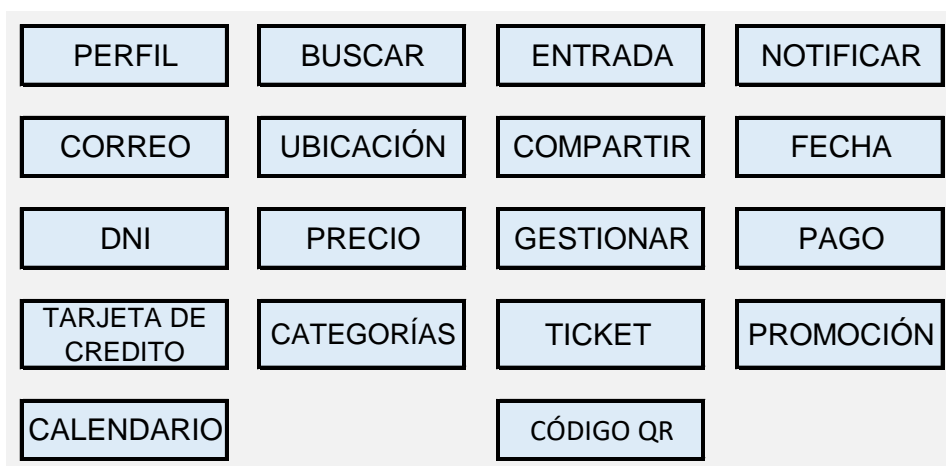 PERFIL
BUSCAR
ENTRADA
NOTIFICAR
CORREO
UBICACIÓN
COMPARTIR
FECHA
DNI
PRECIO
GESTIONAR
PAGO
TARJETA DE
CREDITO
CATEGORÍAS
TICKET
PROMOCIÓN
CALENDARIO
CÓDIGO QR